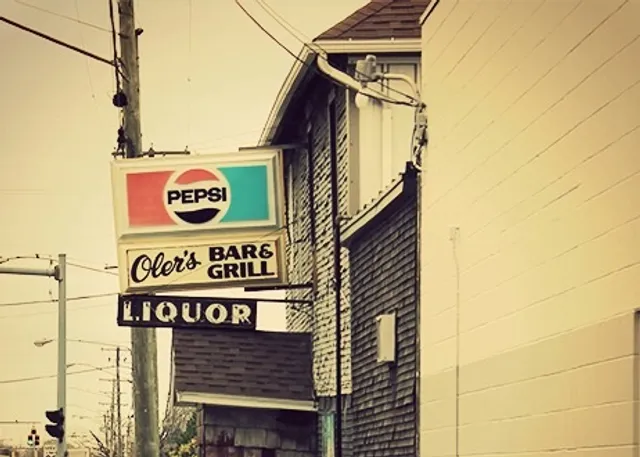 PEPSI
Oler's BAR &
GRILL
LIQUOR